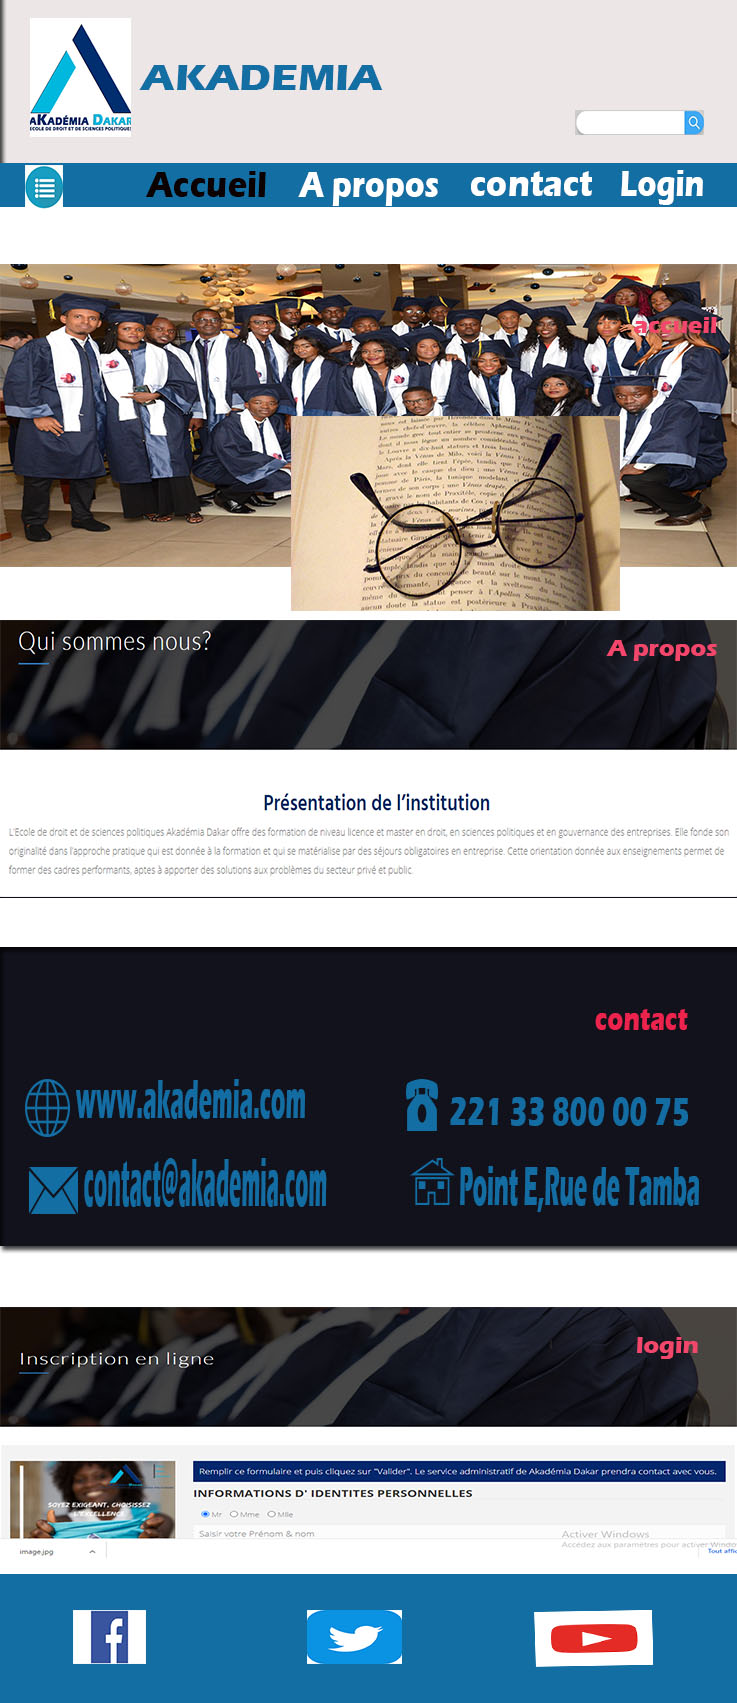 AKADÉMIA DAKAR
ECOLE DE DROIT ET DE SCIENCES POLITIQUES
AKADEMIA
Accueil A propos contact Login
accueil
Qui sommes nous?
A propos
Présentation de l'institution
L'Ecole de droit et de sciences politiques Akadémia Dakar offre des formation de niveau licence et master en droit, en sciences politiques et en gouvernance des entreprises. Elle fonde son
originalité dans l'approche pratique qui est donnée à la formation et qui se matérialise par des séjours obligatoires en entreprise. Cette orientation donnée aux enseignements permet de
former des cadres performants, aptes à apporter des solutions aux problèmes du secteur privé et public.
contact
www.akademia.com
221 33 800 00 75
contact@akademia.com
Point E,Rue de Tamba
login
Inscription en ligne
Remplir ce formulaire et puis cliquez sur "Valider". Le service administratif de Akadémia Dakar prendra contact avec vous.
INFORMATIONS D' IDENTITES PERSONNELLES
SOYEZ EXIGEANT, CHOISISSEZ
L'EXCELLENCE
Mr Mme Mlle
Saisir votre Prénom & nom
Activer Windows
Accédez aux paramètres pour activer Windo
image.jpg
Tout affic